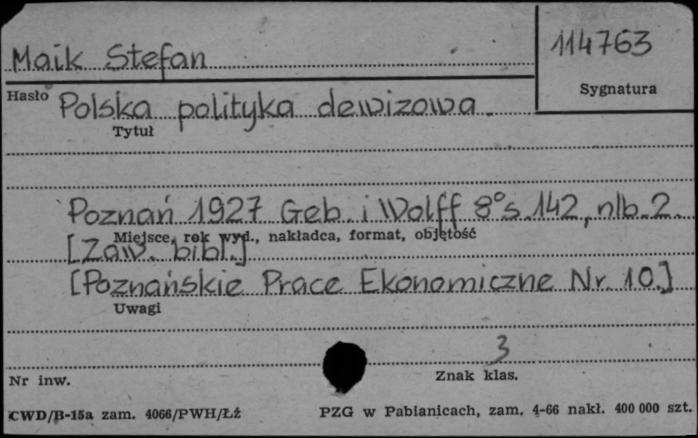 Maik Stefan
114763
Hasło
Sygnatura
Polska polityka dewizowa.
Tytuł
Poznań 1927 Geb. i Wolff 8° s. 142, nlb. 2.
Miejsce, rok wyd., nakładca, format, objętość
[Zaw. bibl.]
[Poznańskie Prace Ekonomiczne Nr. 10.]
Uwagi
3
Nr inw.
Znak klas.
CWD/B-15a zam. 4066/PWH/Łź
PZG w Pabianicach, zam. 4-66 nakł. 400 000 szt.